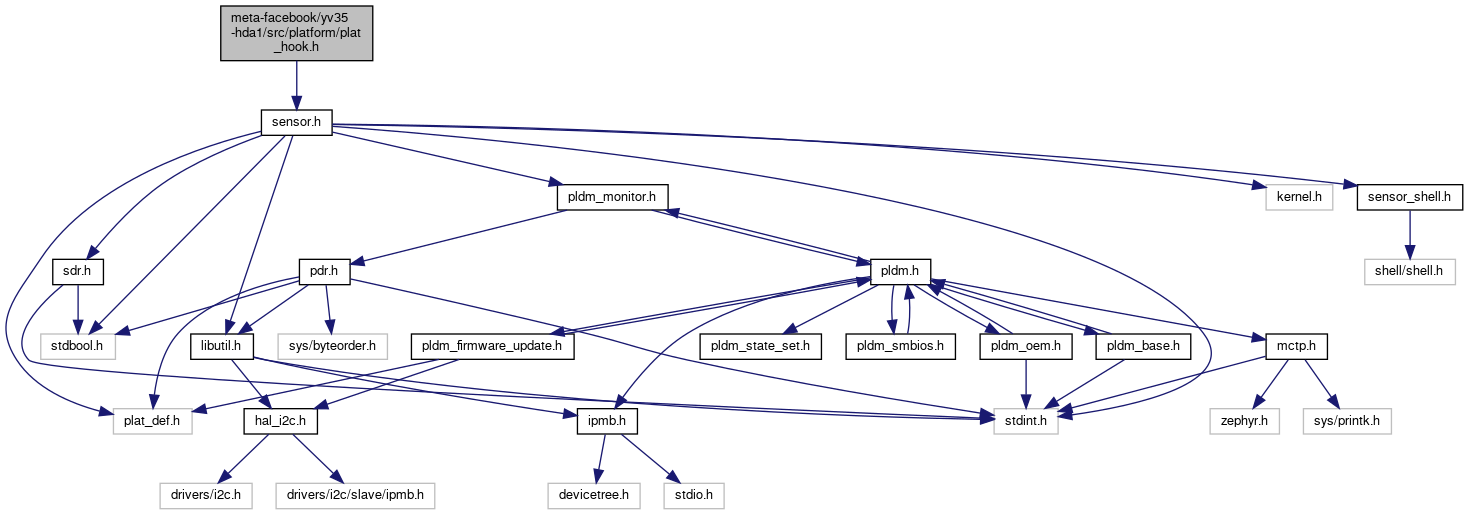 meta-facebook/yv35
-hda1/src/platform/plat
_hook.h
sensor.h
pldm_monitor.h
kernel.h
sensor_shell.h
sdr.h
pdr.h
pldm.h
shell/shell.h
stdbool.h
libutil.h
sys/byteorder.h
pldm_firmware_update.h
pldm_state_set.h
pldm_smbios.h
pldm_oem.h
pldm_base.h
mctp.h
plat_def.h
hal_i2c.h
ipmb.h
stdint.h
zephyr.h
sys/printk.h
drivers/i2c.h
drivers/i2c/slave/ipmb.h
devicetree.h
stdio.h